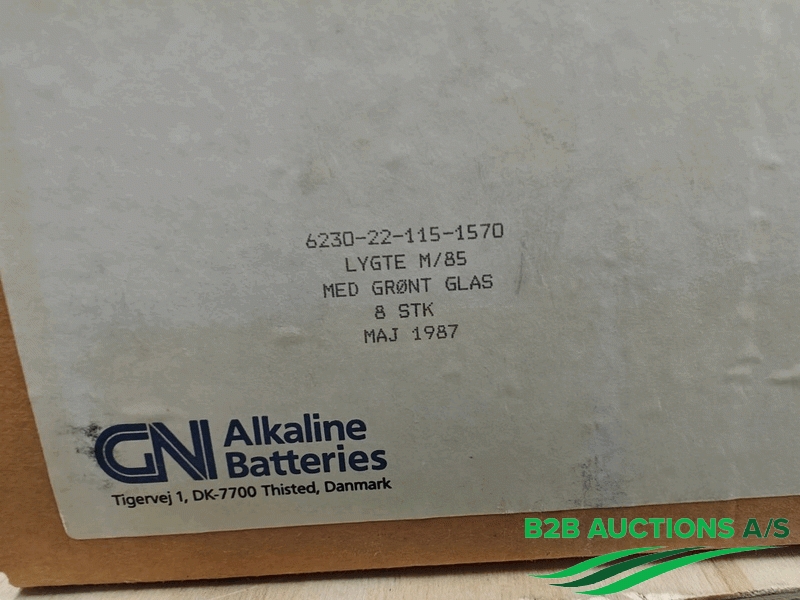 6230-22-115-1570
LYGTE M/85
MED GRØNT GLAS
8 STK
MAJ 1987
GN Alkaline
Batteries
Tigervej 1, DK-7700 Thisted, Danmark
B2B AUCTIONS A/S